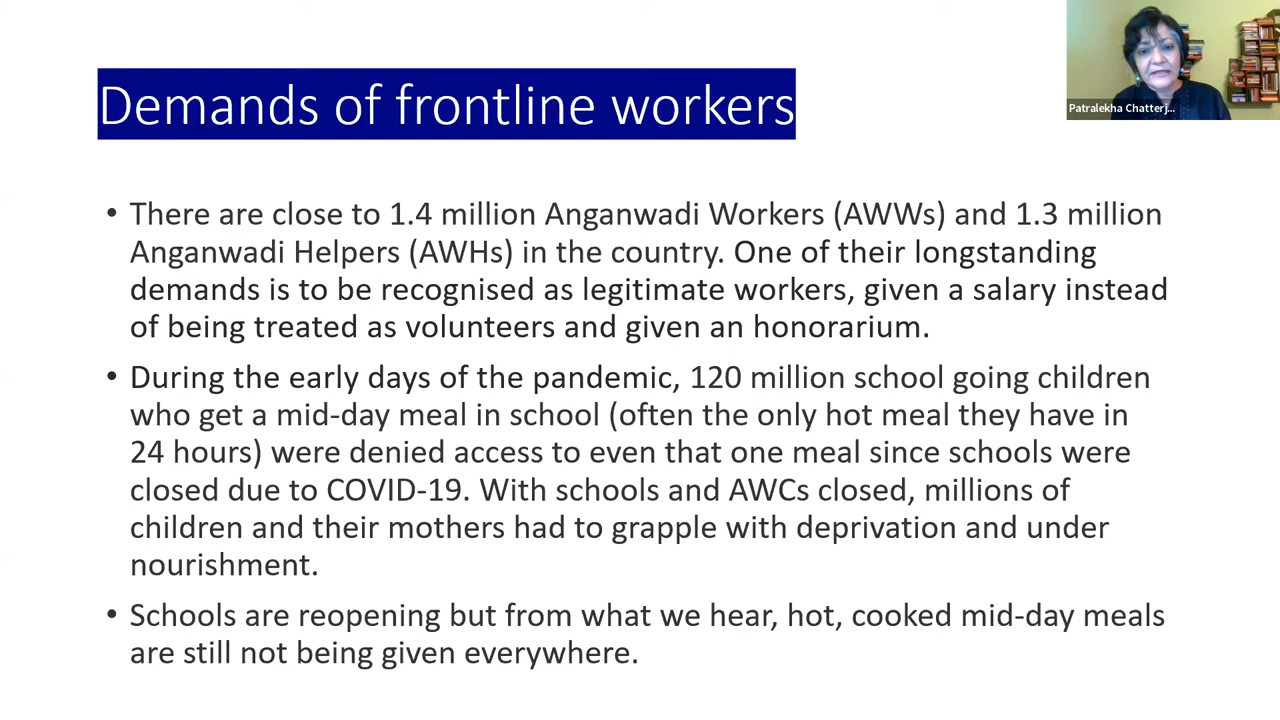 Demands of frontline workers
Patralekha Chatterj...
• There are close to 1.4 million Anganwadi Workers (AWWs) and 1.3 million
Anganwadi Helpers (AWHs) in the country. One of their longstanding
demands is to be recognised as legitimate workers, given a salary instead
of being treated as volunteers and given an honorarium.
• During the early days of the pandemic, 120 million school going children
who get a mid-day meal in school (often the only hot meal they have in
24 hours) were denied access to even that one meal since schools were
closed due to COVID-19. With schools and AWCs closed, millions of
children and their mothers had to grapple with deprivation and under
nourishment.
• Schools are reopening but from what we hear, hot, cooked mid-day meals
are still not being given everywhere.